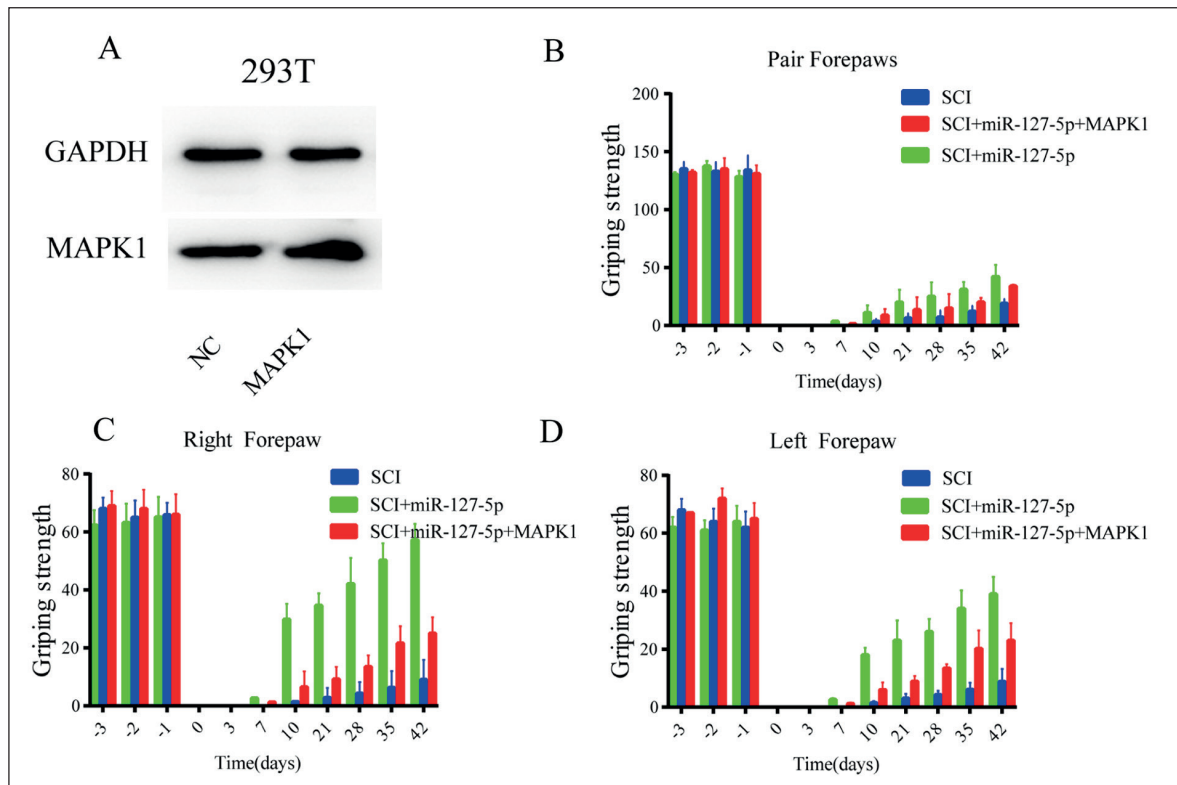 A
293T
GAPDH
MAPK1
NC
MAPK1
B
Pair Forepaws
SCI
SCI+miR-127-5p+MAPK1
SCI+miR-127-5p
Griping strength
200
150
100
50
0
-3 -2 -1 0 3 7 10 21 28 35 42
Time(days)
C
Right Forepaw
SCI
SCI+miR-127-5p
SCI+miR-127-5p+MAPK1
Griping strength
80
60
40
20
0
-3 -2 -1 0 3 7 10 21 28 35 42
Time(days)
D
Left Forepaw
SCI
SCI+miR-127-5p
SCI+miR-127-5p+MAPK1
Griping strength
80
60
40
20
0
-3 -2 -1 0 3 7 10 21 28 35 42
Time(days)